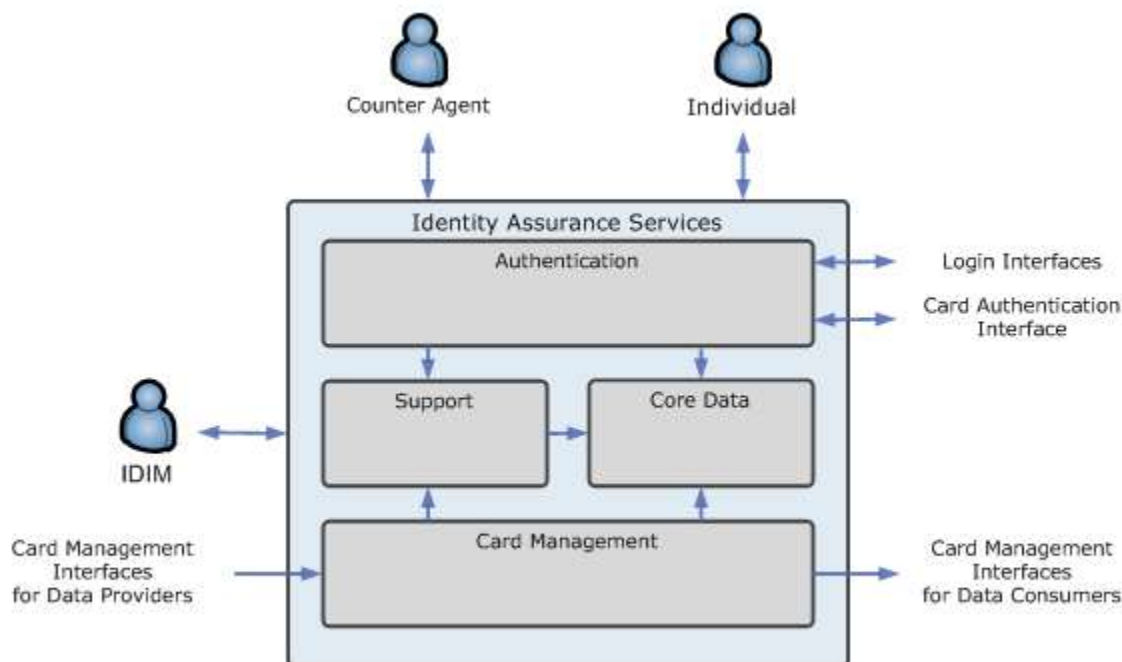 Counter Agent
Individual
Identity Assurance Services
Authentication
Login Interfaces
Card Authentication
Interface
Support
Core Data
IDIM
Card Management
Interfaces
for Data Providers
Card Management
Card Management
Interfaces
for Data Consumers